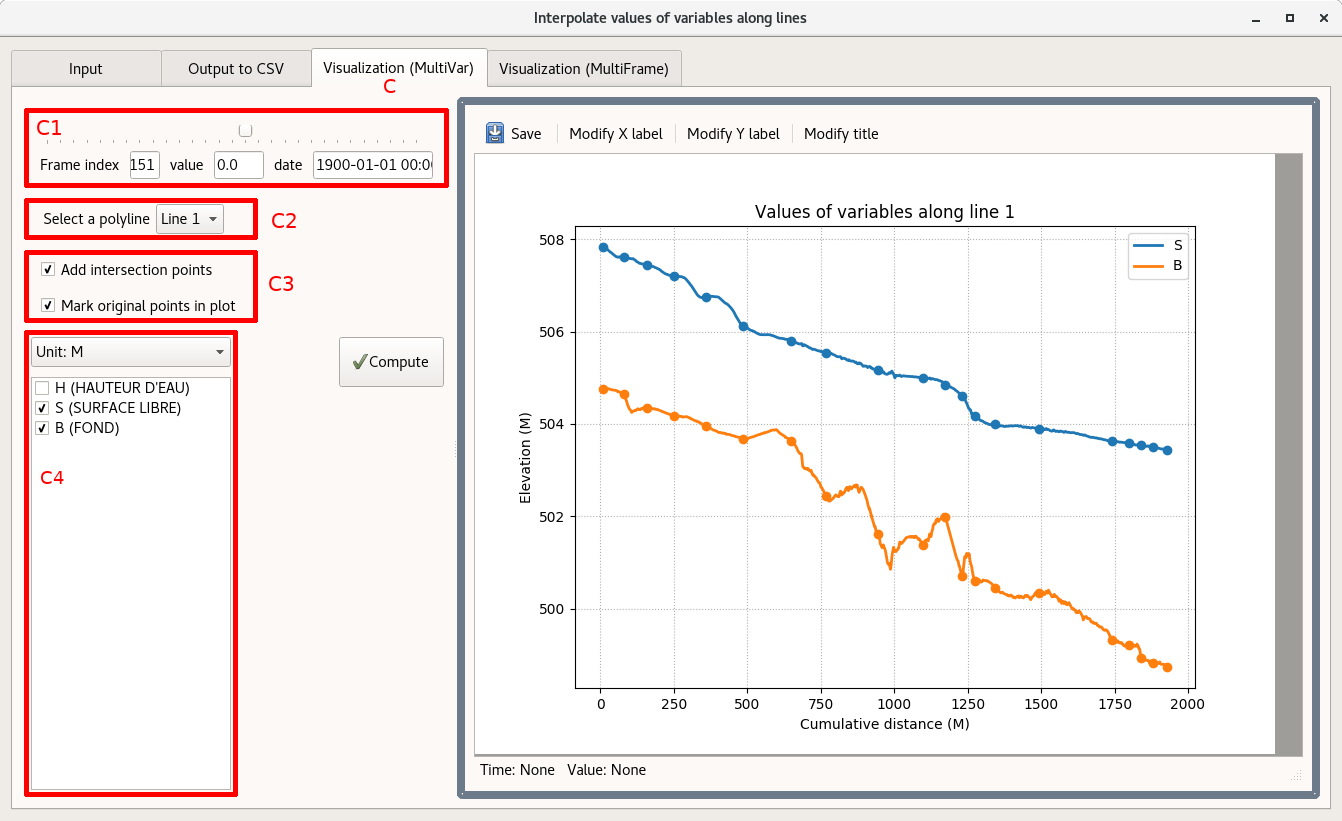 Interpolate values of variables along lines
Input
Output to CSV
Visualization (MultiVar)
Visualization (MultiFrame)
C
C1
Frame index 151 value 0.0 date 1900-01-01 00:0
Select a polyline Line 1
C2
Add intersection points
Mark original points in plot
C3
Unit: M
H (HAUTEUR D'EAU)
S (SURFACE LIBRE)
B (FOND)
C4
Compute
Save
Modify X label
Modify Y label
Modify title
Values of variables along line 1
S
B
508
506
504
502
500
Elevation (M)
0 250 500 750 1000 1250 1500 1750 2000
Cumulative distance (M)
Time: None Value: None